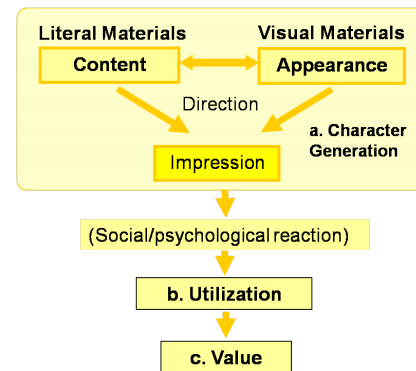 Literal Materials
Visual Materials
Content
Appearance
Direction
a. Character
Generation
Impression
(Social/psychological reaction)
b. Utilization
c. Value